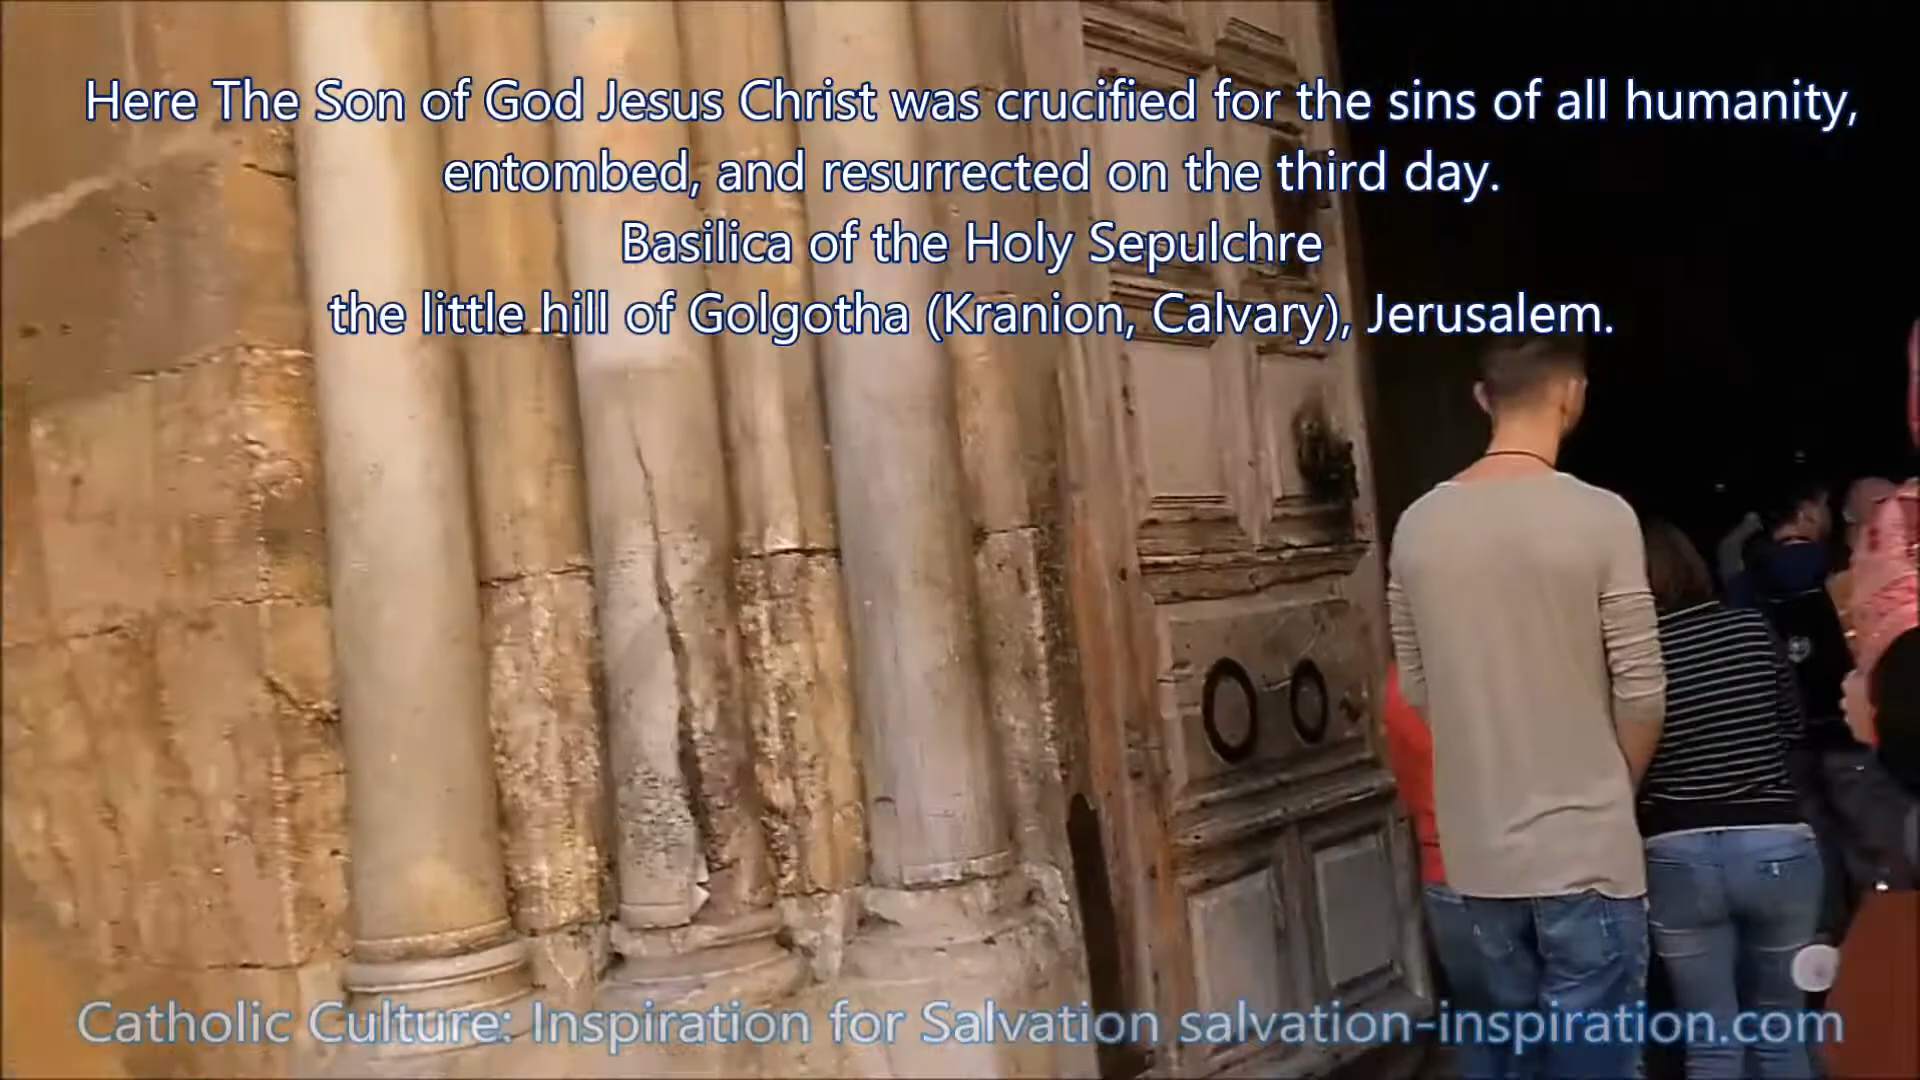 Here The Son of God Jesus Christ was crucified for the sins of all humanity,
entombed, and resurrected on the third day.
Basilica of the Holy Sepulchre
the little hill of Golgotha (Kranion, Calvary), Jerusalem.
Catholic Culture: Inspiration for Salvation salvation-inspiration.com